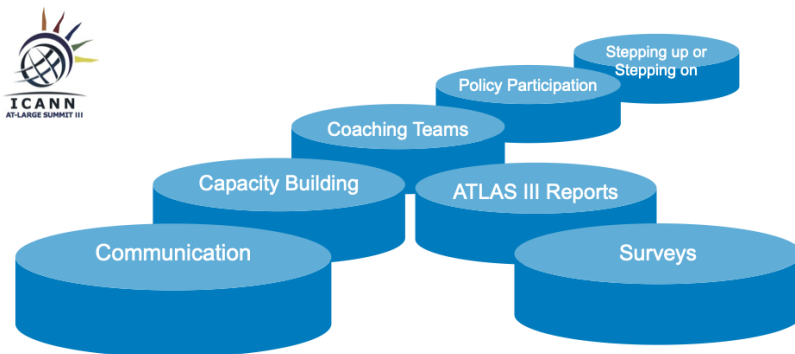 ICANN
AT-LARGE SUMMIT III
Stepping up or
Stepping on
Policy Participation
Coaching Teams
Capacity Building
ATLAS III Reports
Communication
Surveys